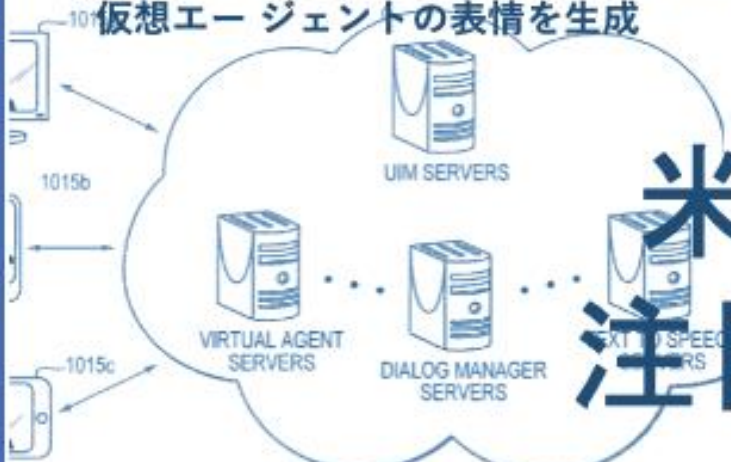 仮想エージェントの表情を生成
1015b
UIM SERVERS
米
VIRTUAL AGENT
SERVERS
DIALOG MANAGER
SERVERS
1015c
注